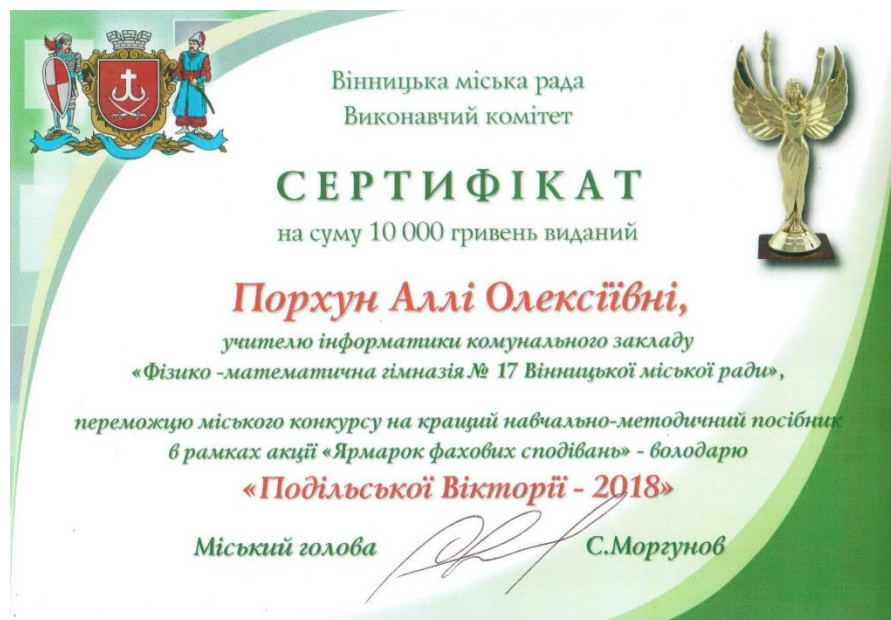 Вінницька міська рада
Виконавчий комітет
СЕРТИФІКАТ
на суму 10 000 гривень виданий
Порхун Аллі Олексіївні,
учителю інформатики комунального закладу
«Фізико -математична гімназія № 17 Вінницької міської ради»,
переможцю міського конкурсу на кращий навчально-методичний посібник
в рамках акції «Ярмарок фахових сподівань» - володарю
«Подільської Вікторії - 2018»
Міський голова С.Моргунов